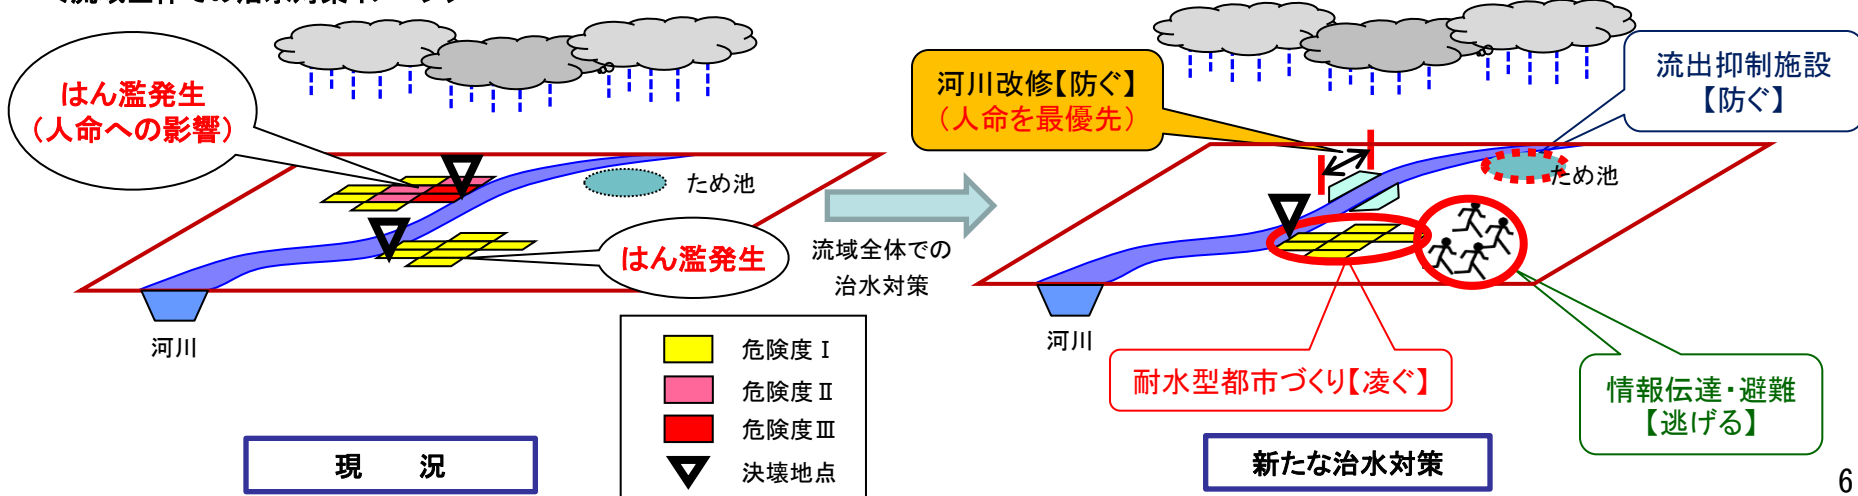 はん濫発生
（人命への影響）
ため池
はん濫発生
河川
危険度Ⅰ
危険度Ⅱ
危険度Ⅲ
決壊地点
現　況
流域全体での
治水対策
河川改修【防ぐ】
（人命を最優先）
流出抑制施設
【防ぐ】
ため池
河川
耐水型都市づくり【凌ぐ】
情報伝達・避難
【逃げる】
新たな治水対策
6